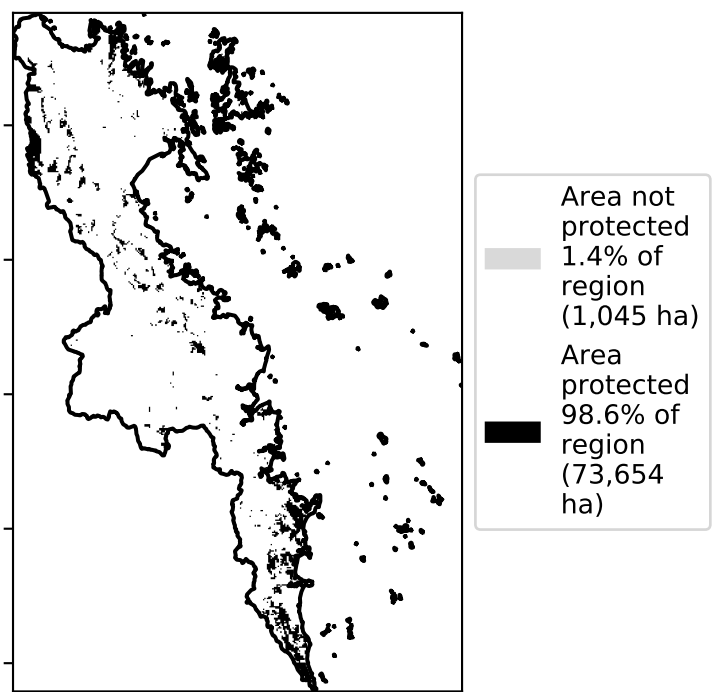 Area not
protected
1.4% of
region
(1,045 ha)
Area
protected
98.6% of
region
(73,654
ha)